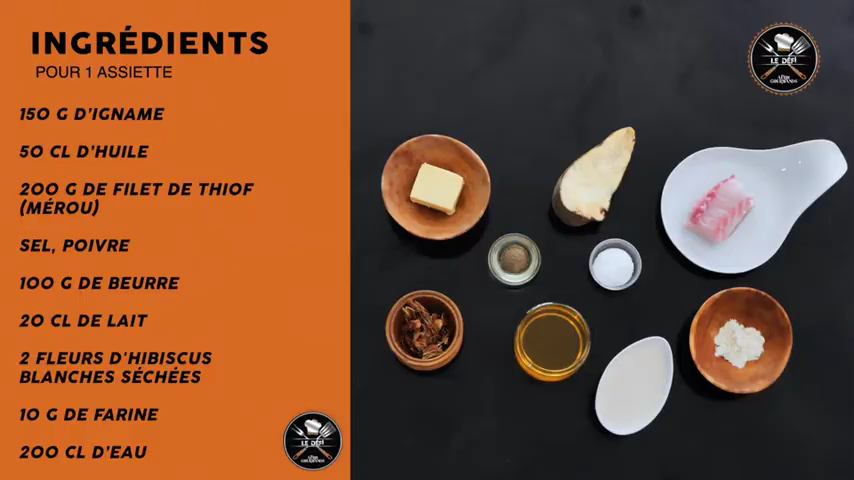 INGRÉDIENTS
POUR 1 ASSIETTE
150 G D'IGNAME
50 CL D'HUILE
200 G DE FILET DE THIOF
(MÉROU)
SEL, POIVRE
100 G DE BEURRE
20 CL DE LAIT
2 FLEURS D'HIBISCUS
BLANCHES SÉCHÉES
10 G DE FARINE
200 CL D'EAU
LE DÉFI
LE DÉFI